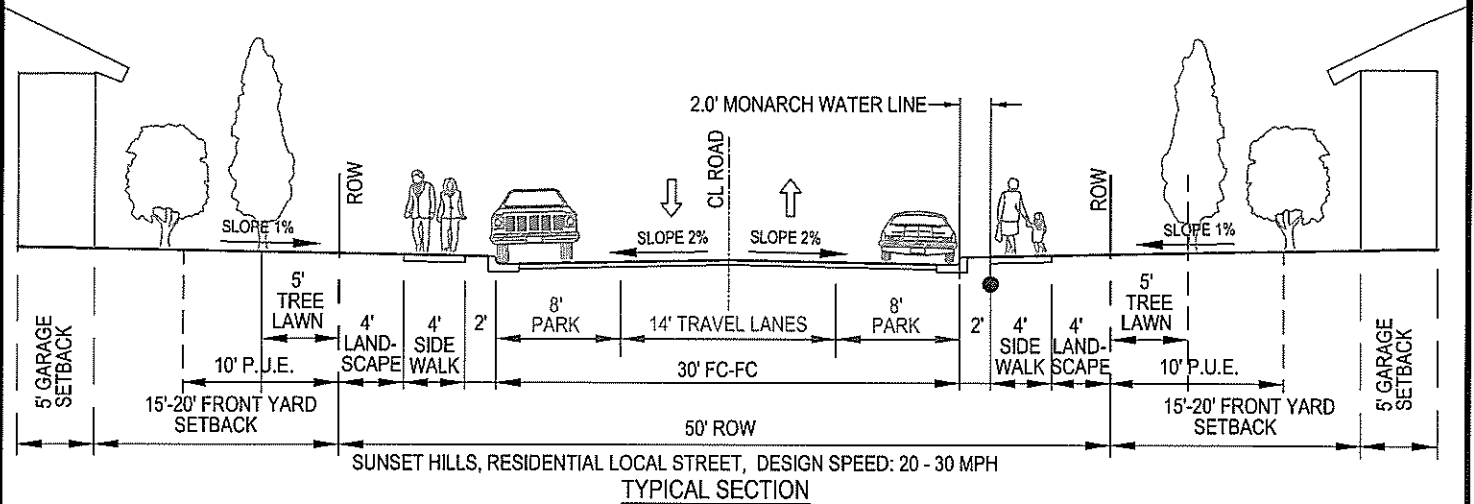 2.0' MONARCH WATER LINE
ROW
CL ROAD
ROW
SLOPE 1%
SLOPE 2%
SLOPE 2%
SLOPE 1%
5'
TREE
LAWN
4'
LAND-
SCAPE
4'
SIDE
WALK
2'
8'
PARK
14' TRAVEL LANES
8'
PARK
2'
4'
SIDE
WALK
4'
LAND-
SCAPE
5'
TREE
LAWN
5' GARAGE
SETBACK
10' P.U.E.
30' FC-FC
10' P.U.E.
5' GARAGE
SETBACK
15'-20' FRONT YARD
SETBACK
50' ROW
15'-20' FRONT YARD
SETBACK
SUNSET HILLS, RESIDENTIAL LOCAL STREET, DESIGN SPEED: 20 - 30 MPH
TYPICAL SECTION